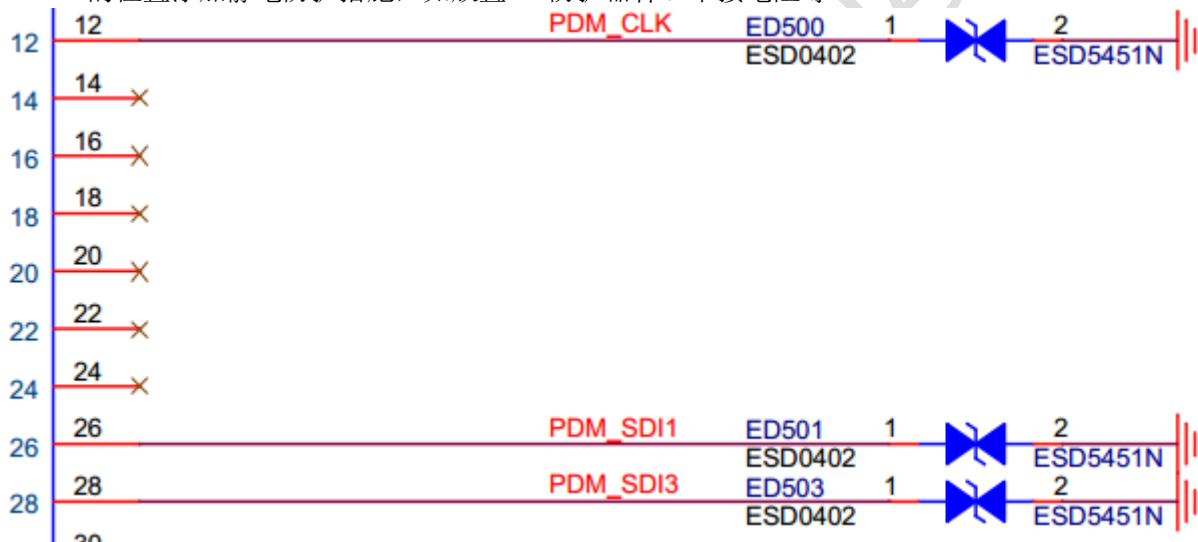 12 12 PDM_CLK ED500 1 2
ESD0402 ESD5451N
14 14
16 16
18 18
20 20
22 22
24 24
26 26 PDM_SDI1 ED501 1 2
ESD0402 ESD5451N
28 28 PDM_SDI3 ED503 1 2
ESD0402 ESD5451N